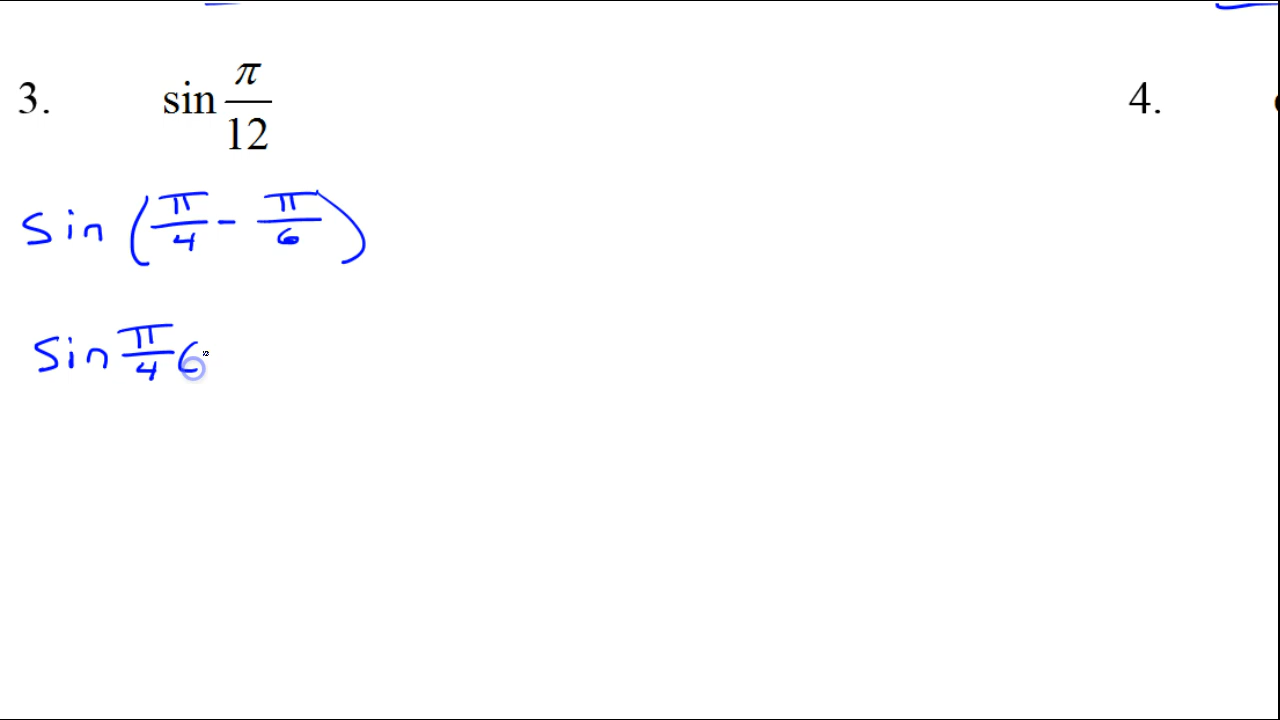 3. sin π/12 4.
sin (π/4 - π/6)
sin π/4